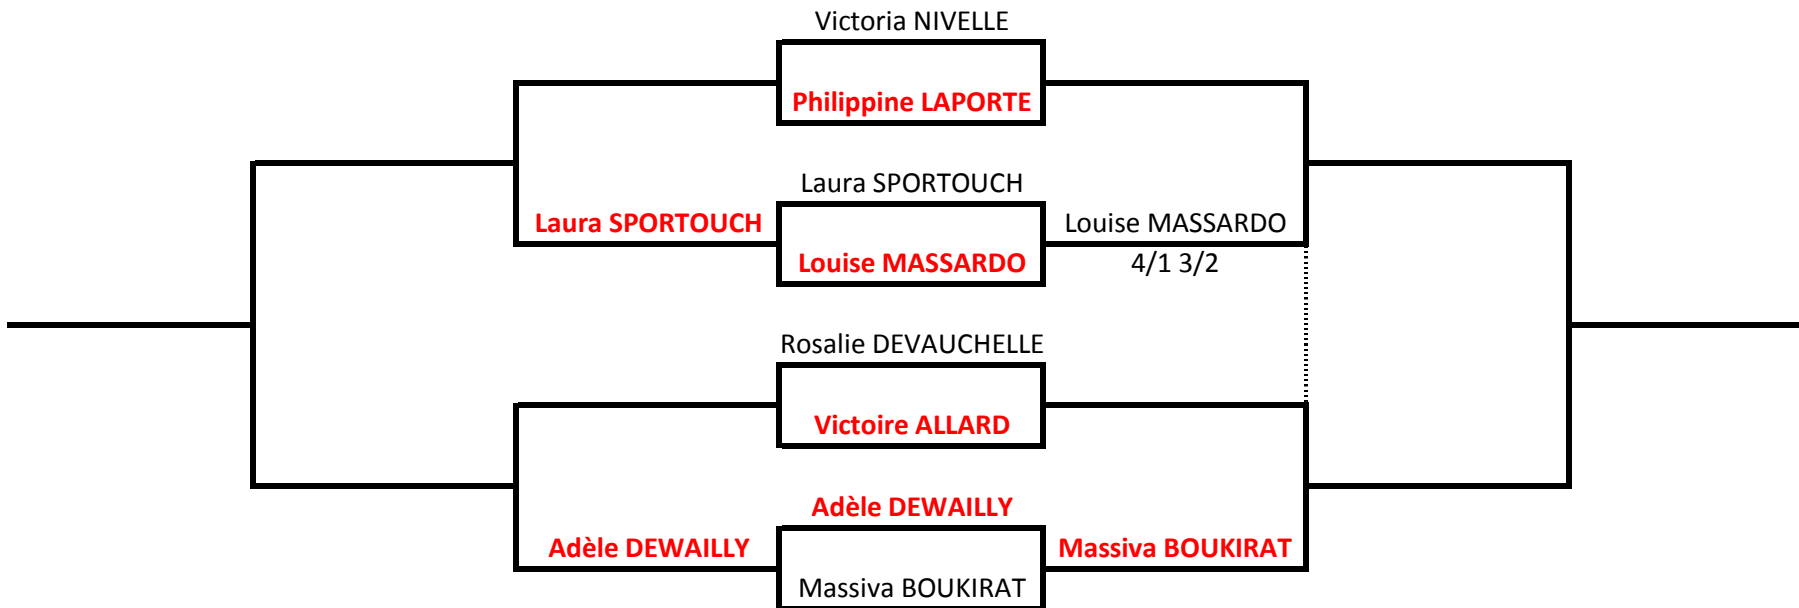 Victoria NIVELLE
Philippine LAPORTE
Laura SPORTOUCH
Laura SPORTOUCH
Louise MASSARDO
Louise MASSARDO
4/1 3/2
Rosalie DEVAUCHELLE
Victoire ALLARD
Adèle DEWAILLY
Adèle DEWAILLY
Massiva BOUKIRAT
Massiva BOUKIRAT